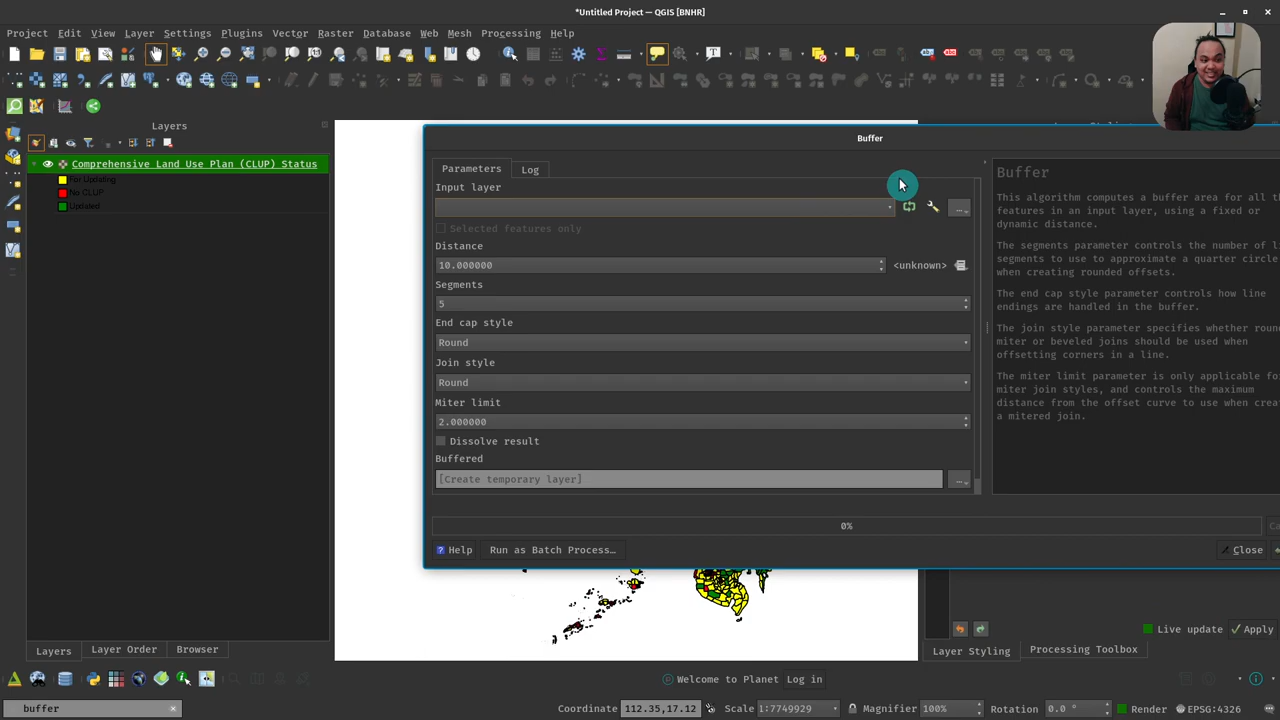 *Untitled Project — QGIS [BNHR]
Project Edit View Layer Settings Plugins Vector Raster Database Web Mesh Processing Help
Layers
Comprehensive Land Use Plan (CLUP) Status
For Updating
No CLUP
Updated
Buffer
Parameters
Log
Input layer
Selected features only
Distance
10.000000
<unknown>
Segments
5
End cap style
Round
Join style
Round
Miter limit
2.000000
Dissolve result
Buffered
[Create temporary layer]
0%
Help
Run as Batch Process…
Close
Buffer
This algorithm computes a buffer area for all
features in an input layer, using a fixed or
dynamic distance.
The segments parameter controls the number of
segments to use to approximate a quarter circle
when creating rounded offsets.
The end cap style parameter controls how line
endings are handled in the buffer.
The join style parameter specifies whether
miter or beveled joins should be used when
offsetting corners in a line.
The miter limit parameter is only applicable
miter join styles, and controls the maximum
distance from the offset curve to use when
a mitered join.
Live update
Apply
Layers
Layer Order
Browser
Layer Styling
Processing Toolbox
Welcome to Planet
Log in
buffer
Coordinate 112.35,17.12
Scale 1:7749929
Magnifier 100%
Rotation 0.0 °
Render
EPSG:4326